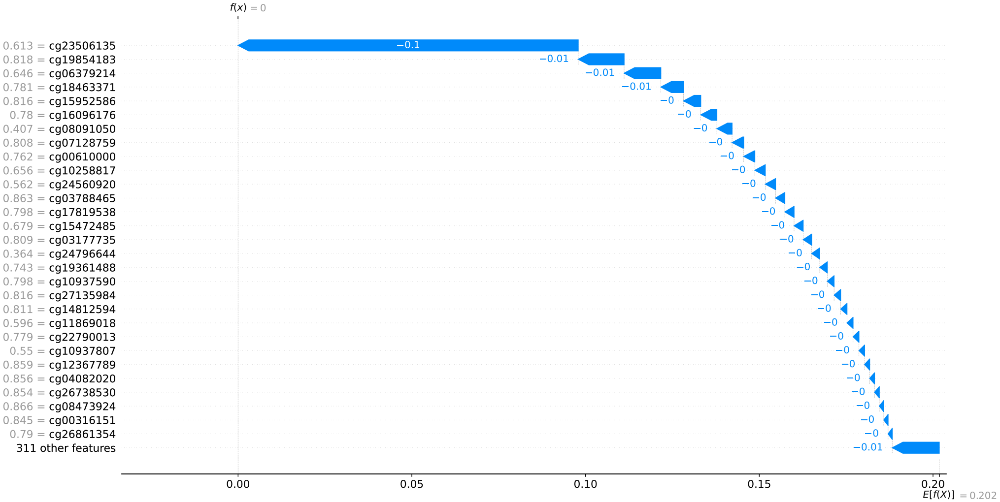 f(x) = 0
0.613 = cg23506135 −0.1
0.818 = cg19854183 −0.01
0.646 = cg06379214 −0.01
0.781 = cg18463371 −0.01
0.816 = cg15952586 −0
0.78 = cg16096176 −0
0.407 = cg08091050 −0
0.808 = cg07128759 −0
0.762 = cg00610000 −0
0.656 = cg10258817 −0
0.562 = cg24560920 −0
0.863 = cg03788465 −0
0.798 = cg17819538 −0
0.679 = cg15472485 −0
0.809 = cg03177735 −0
0.364 = cg24796644 −0
0.743 = cg19361488 −0
0.798 = cg10937590 −0
0.816 = cg27135984 −0
0.811 = cg14812594 −0
0.596 = cg11869018 −0
0.779 = cg22790013 −0
0.55 = cg10937807 −0
0.859 = cg12367789 −0
0.856 = cg04082020 −0
0.854 = cg26738530 −0
0.866 = cg08473924 −0
0.845 = cg00316151 −0
0.79 = cg26861354 −0
311 other features −0.01
0.00 0.05 0.10 0.15 0.20
E[f(X)] = 0.202